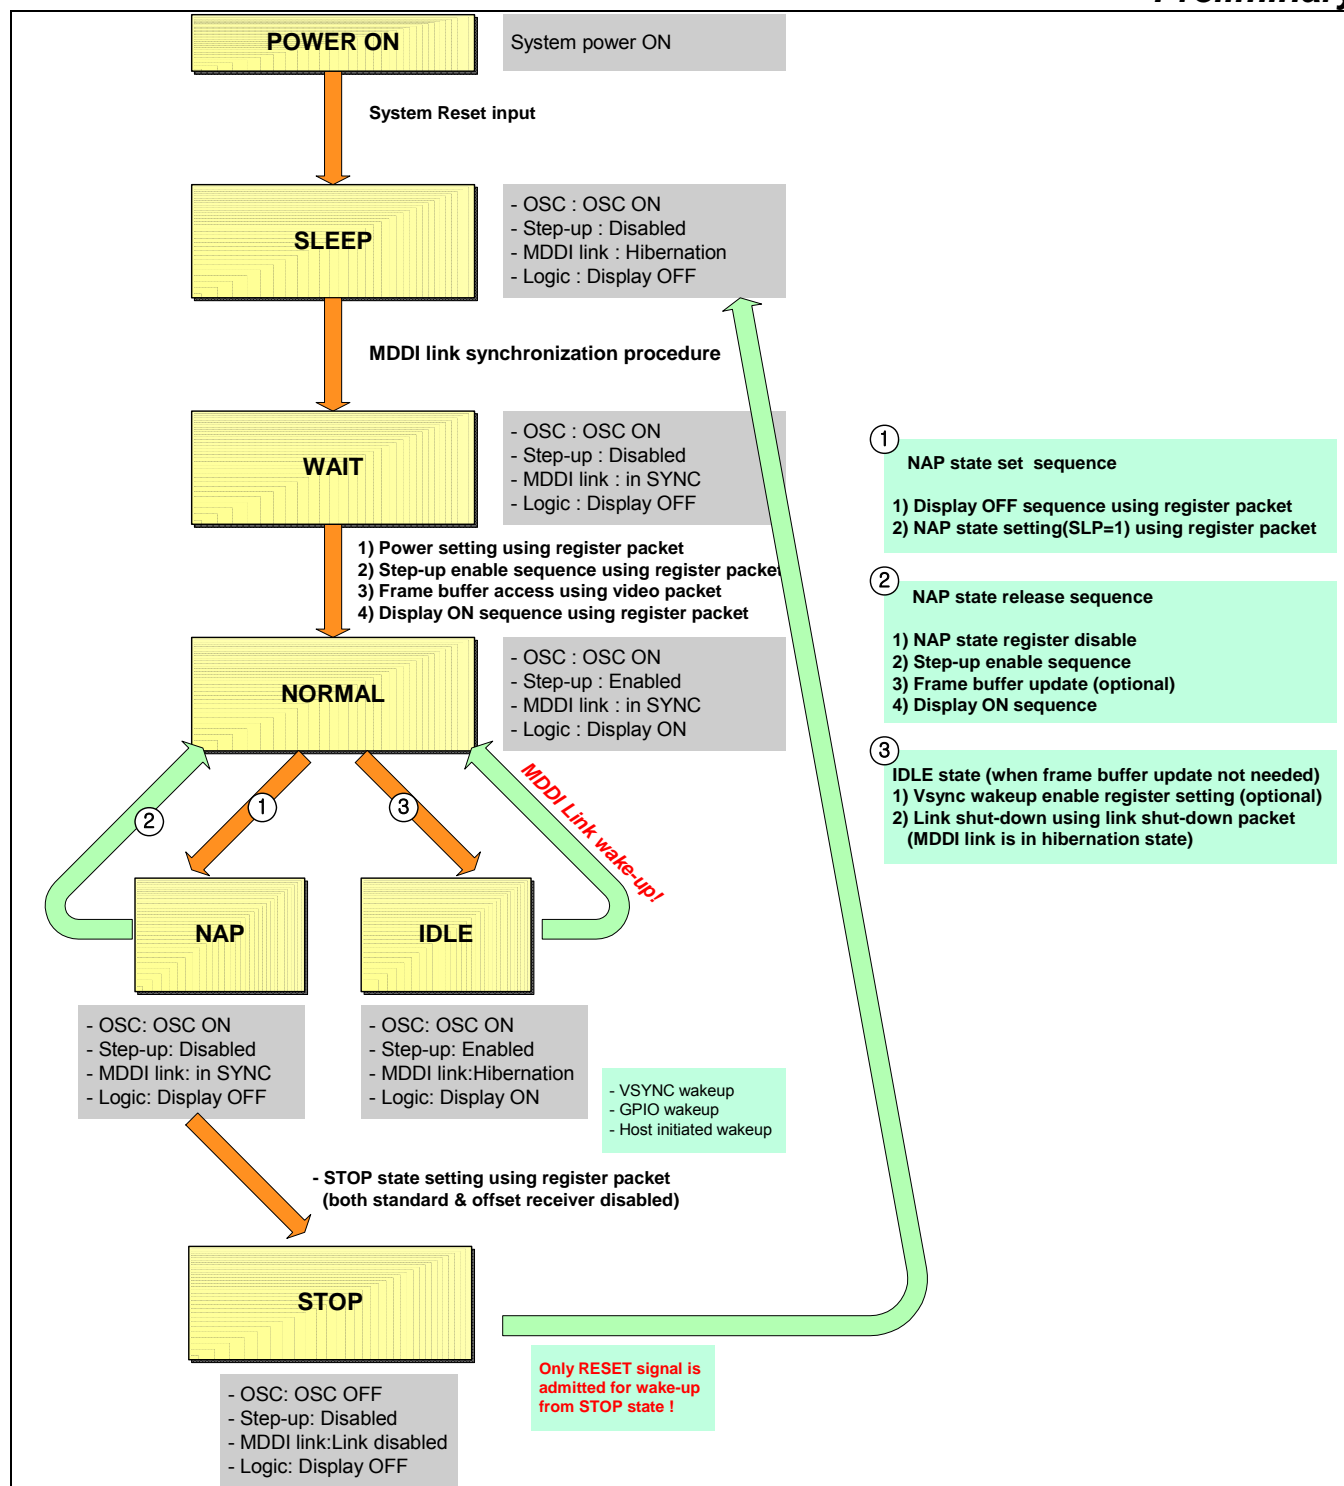 Preliminary
POWER ON
System power ON
System Reset input
SLEEP
- OSC : OSC ON
- Step-up : Disabled
- MDDI link : Hibernation
- Logic : Display OFF
MDDI link synchronization procedure
WAIT
- OSC : OSC ON
- Step-up : Disabled
- MDDI link : in SYNC
- Logic : Display OFF
1) Power setting using register packet
2) Step-up enable sequence using register packet
3) Frame buffer access using video packet
4) Display ON sequence using register packet
NORMAL
- OSC : OSC ON
- Step-up : Enabled
- MDDI link : in SYNC
- Logic : Display ON
1
NAP state set sequence
1) Display OFF sequence using register packet
2) NAP state setting(SLP=1) using register packet
2
NAP state release sequence
1) NAP state register disable
2) Step-up enable sequence
3) Frame buffer update (optional)
4) Display ON sequence
3
IDLE state (when frame buffer update not needed)
1) Vsync wakeup enable register setting (optional)
2) Link shut-down using link shut-down packet
(MDDI link is in hibernation state)
2
1
3
MDDI Link wake-up!
NAP
IDLE
- OSC: OSC ON
- Step-up: Disabled
- MDDI link: in SYNC
- Logic: Display OFF
- OSC: OSC ON
- Step-up: Enabled
- MDDI link:Hibernation
- Logic: Display ON
- VSYNC wakeup
- GPIO wakeup
- Host initiated wakeup
- STOP state setting using register packet
(both standard & offset receiver disabled)
STOP
Only RESET signal is
admitted for wake-up
from STOP state !
- OSC: OSC OFF
- Step-up: Disabled
- MDDI link:Link disabled
- Logic: Display OFF